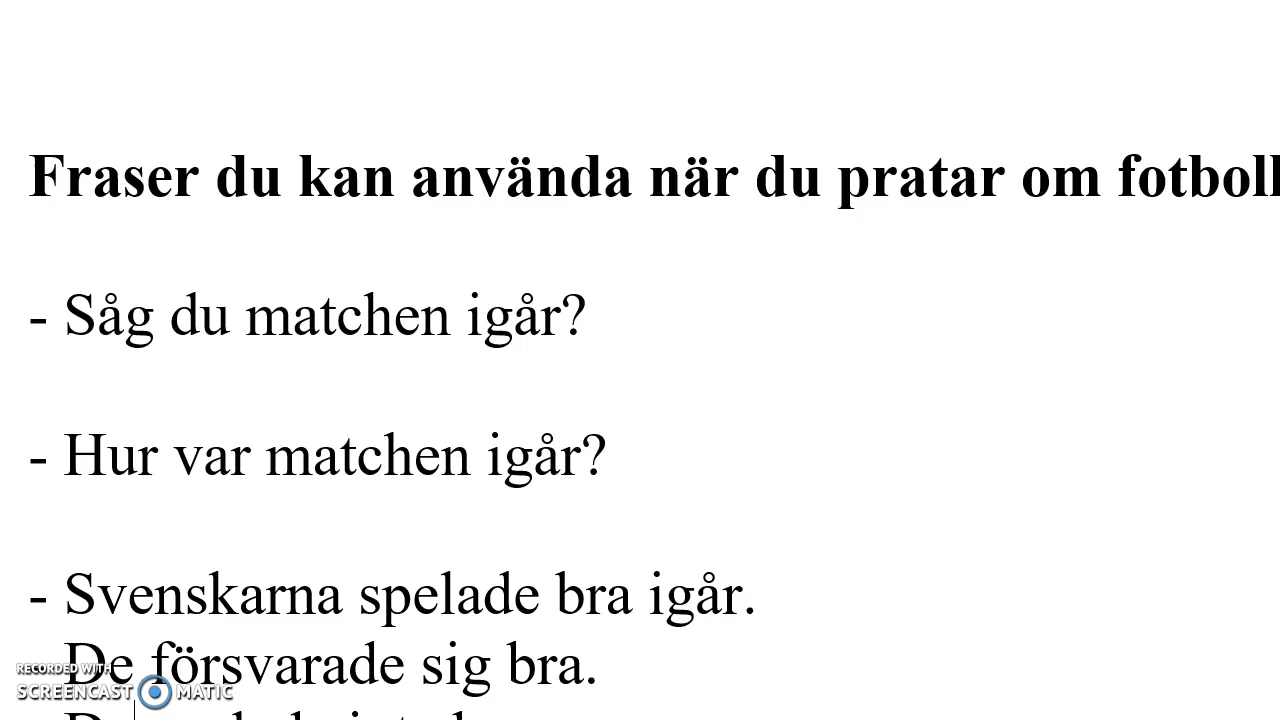 Fraser du kan använda när du pratar om fotboll
- Såg du matchen igår?
- Hur var matchen igår?
- Svenskarna spelade bra igår.
De försvarade sig bra.
RECORDED WITH
SCREENCAST MATIC